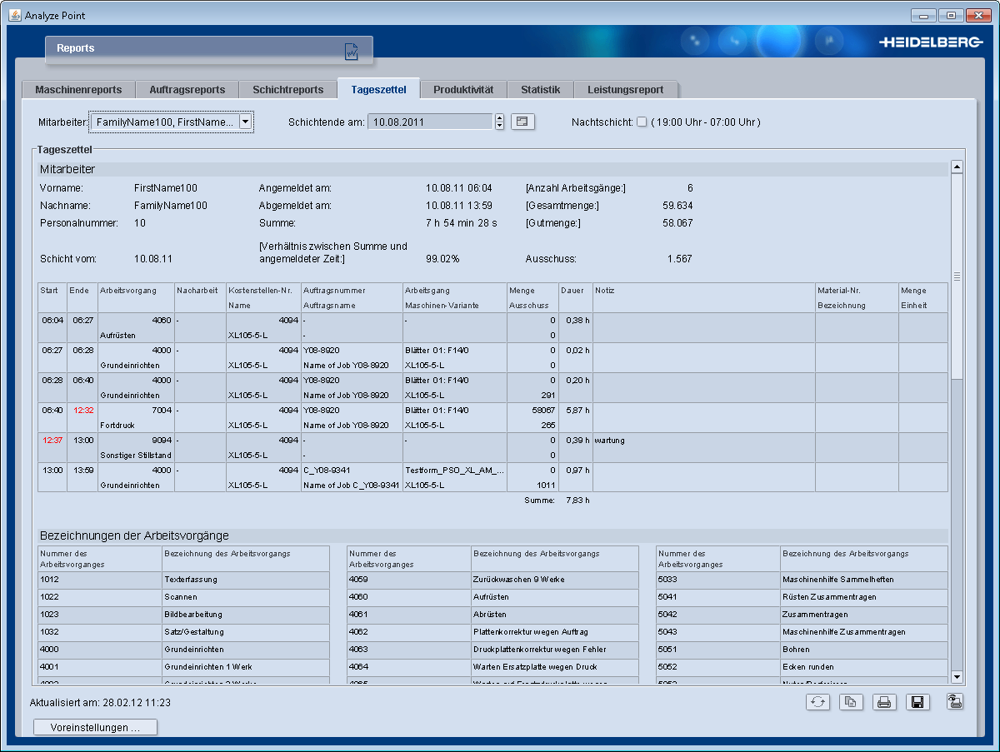 Analyze Point
Reports
HEIDELBERG
Maschinenreports Auftragsreports Schichtreports Tageszettel Produktivität Statistik Leistungsreport
Mitarbeiter: FamilyName100, FirstName... Schichtende am: 10.08.2011 Nachtschicht: ( 19:00 Uhr - 07:00 Uhr )
Tageszettel
Mitarbeiter
Vorname: FirstName100 Angemeldet am: 10.08.11 06:04 [Anzahl Arbeitsgänge:] 6
Nachname: FamilyName100 Abgemeldet am: 10.08.11 13:59 [Gesamtmenge:] 59.634
Personalnummer: 10 Summe: 7 h 54 min 28 s [Gutmenge:] 58.067
[Verhältnis zwischen Summe und
Schicht vom: 10.08.11 angemeldeter Zeit:] 99.02% Ausschuss: 1.567
Start Ende Arbeitsvorgang Nacharbeit Kostenstellen-Nr. Auftragsnummer Arbeitsgang Menge Dauer Notiz Material-Nr. Menge
Name Auftragsname Maschinen-Variante Ausschuss Bezeichnung Einheit
06:04 06:27 4060 - 4094 - - 0 0,38 h
Aufrüsten XL105-5-L - 0
06:27 06:28 4000 - 4094 Y08-8920 Blätter 01: F14/0 0 0,02 h
Grundeinrichten XL105-5-L Name of Job Y08-8920 XL105-5-L 0
06:28 06:40 4000 - 4094 Y08-8920 Blätter 01: F14/0 0 0,20 h
Grundeinrichten XL105-5-L Name of Job Y08-8920 XL105-5-L 291
06:40 12:32 7004 - 4094 Y08-8920 Blätter 01: F14/0 58067 5,87 h
Fortdruck XL105-5-L Name of Job Y08-8920 XL105-5-L 265
12:37 13:00 9094 - 4094 - - 0 0,39 h wartung
Sonstiger Stillstand XL105-5-L - 0
13:00 13:59 4000 - 4094 C_Y08-9341 Testform_PSO_XL_AM_... 0 0,97 h
Grundeinrichten XL105-5-L Name of Job C_Y08-9341 XL105-5-L 1011
Summe: 7,83 h
Bezeichnungen der Arbeitsvorgänge
Nummer des Bezeichnung des Arbeitsvorgangs Nummer des Bezeichnung des Arbeitsvorgangs Nummer des Bezeichnung des Arbeitsvorgangs
Arbeitsvorganges Arbeitsvorganges Arbeitsvorganges
1012 Texterfassung 4059 Zurückwaschen 9 Werke 5033 Maschinenhilfe Sammelheften
1022 Scannen 4060 Aufrüsten 5041 Rüsten Zusammentragen
1023 Bildbearbeitung 4061 Abrüsten 5042 Zusammentragen
1032 Satz/Gestaltung 4062 Plattenkorrektur wegen Auftrag 5043 Maschinenhilfe Zusammentragen
4000 Grundeinrichten 4063 Druckplattenkorrektur wegen Fehler 5051 Bohren
4001 Grundeinrichten 1 Werk 4064 Warten Ersatzplatte wegen Druck 5052 Ecken runden
Aktualisiert am: 28.02.12 11:23
Voreinstellungen ...